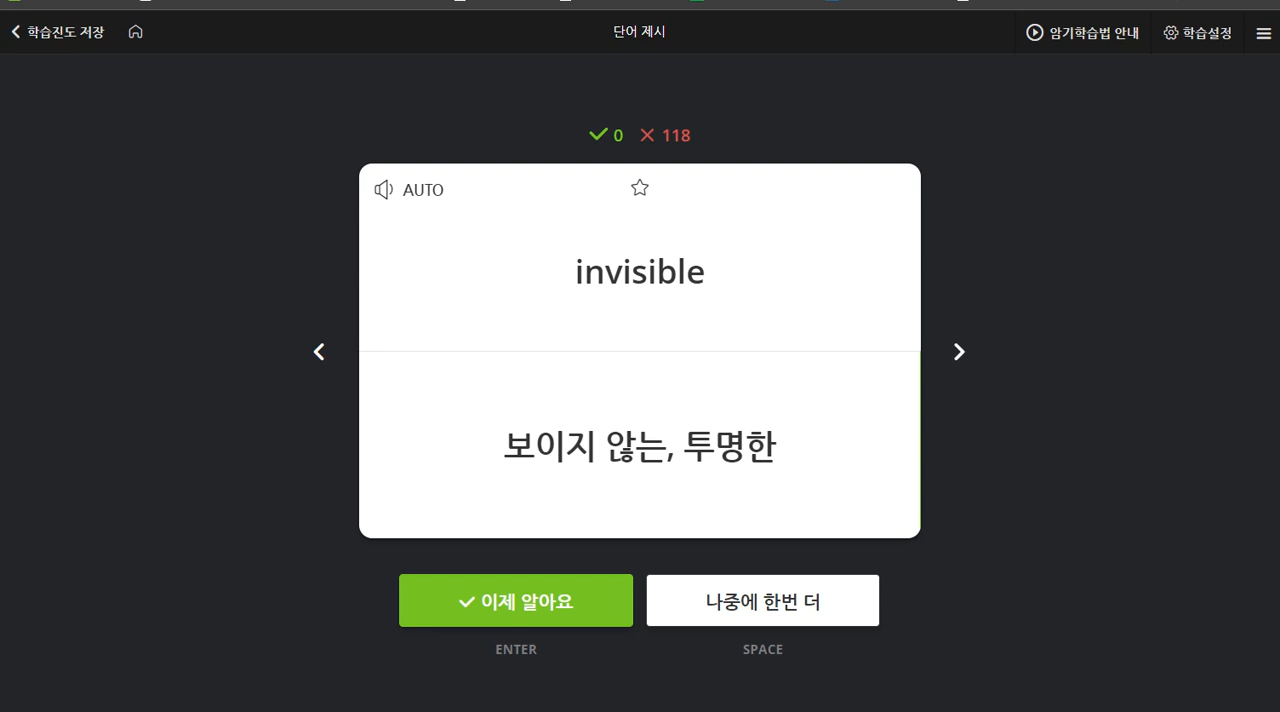 학습진도 저장
단어 제시
암기학습법 안내
학습설정
0 118
AUTO
invisible
보이지 않는, 투명한
이제 알아요
나중에 한번 더
ENTER
SPACE